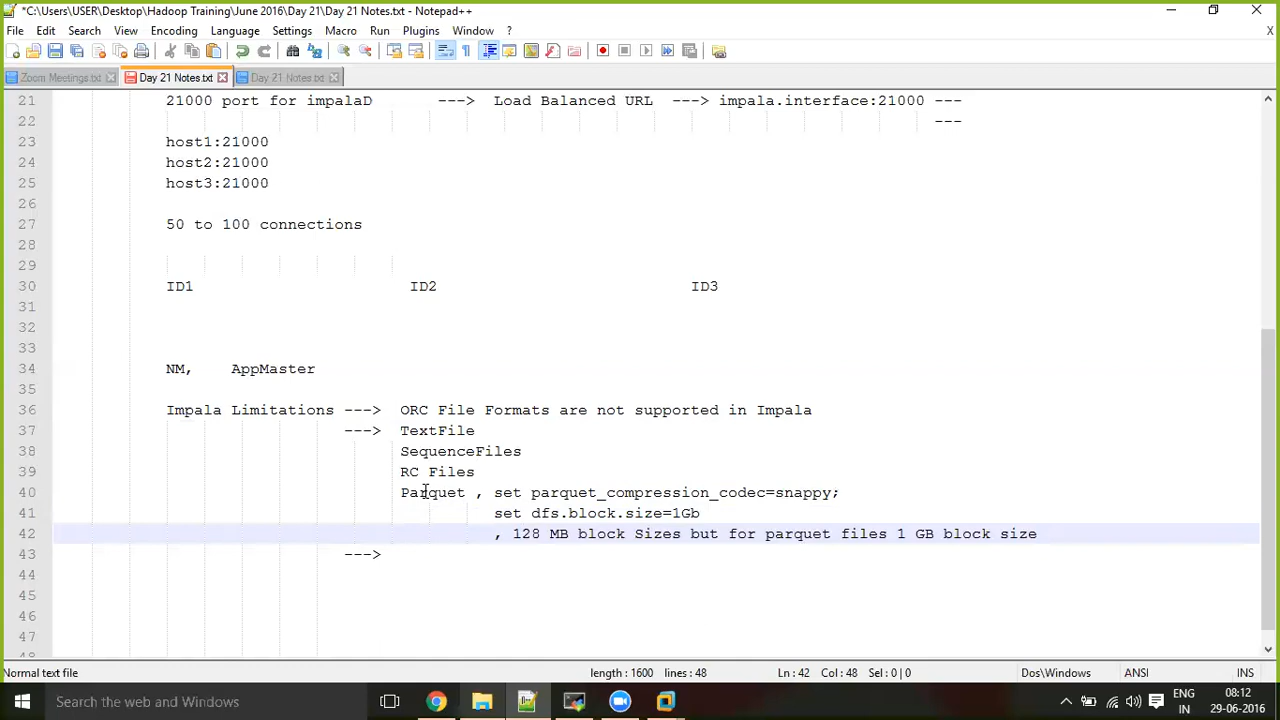 *C:\Users\USER\Desktop\Hadoop Training\June 2016\Day 21\Day 21 Notes.txt - Notepad++
File Edit Search View Encoding Language Settings Macro Run Plugins Window ? X
Zoom Meetings.txt Day 21 Notes.txt Day 21 Notes.txt
21 21000 port for impalaD ---> Load Balanced URL ---> impala.interface:21000 ---
22 ---
23 host1:21000
24 host2:21000
25 host3:21000
26
27 50 to 100 connections
28
29
30 ID1 ID2 ID3
31
32
33
34 NM, AppMaster
35
36 Impala Limitations ---> ORC File Formats are not supported in Impala
37 ---> TextFile
38 SequenceFiles
39 RC Files
40 Parquet , set parquet_compression_codec=snappy;
41 set dfs.block.size=1Gb
42 , 128 MB block Sizes but for parquet files 1 GB block size
43 --->
44
45
46
47
48
Normal text file length : 1600 lines : 48 Ln : 42 Col : 48 Sel : 0 | 0 Dos\Windows ANSI INS
Search the web and Windows ENG 08:12
IN 29-06-2016